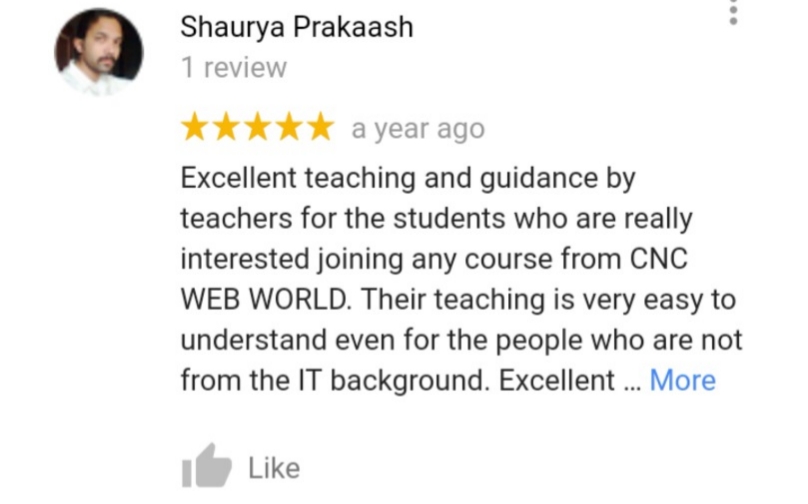 Shaurya Prakaash
1 review
a year ago
Excellent teaching and guidance by
teachers for the students who are really
interested joining any course from CNC
WEB WORLD. Their teaching is very easy to
understand even for the people who are not
from the IT background. Excellent ... More
Like